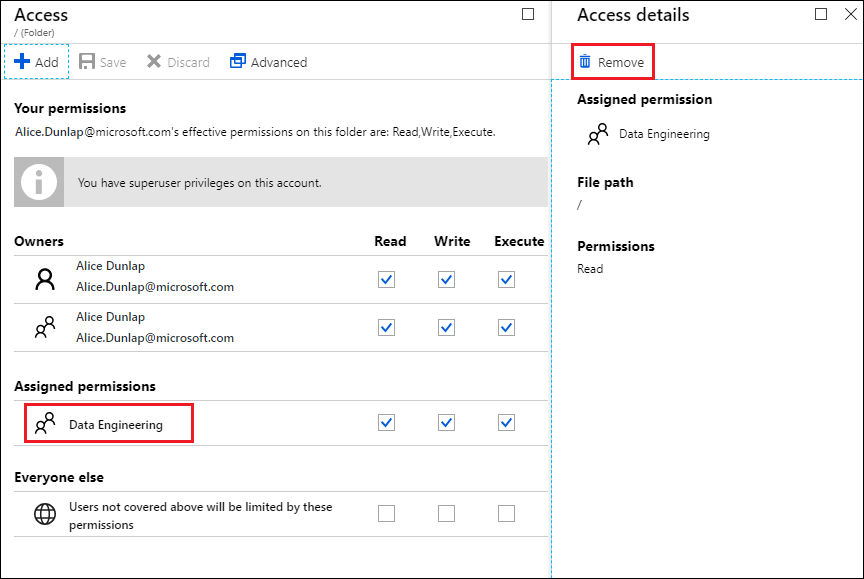 Access
/ (Folder)
Add Save Discard Advanced
Your permissions
Alice.Dunlap@microsoft.com's effective permissions on this folder are: Read,Write,Execute.
You have superuser privileges on this account.
Owners Read Write Execute
Alice Dunlap
Alice.Dunlap@microsoft.com
Alice Dunlap
Alice.Dunlap@microsoft.com
Assigned permissions
Data Engineering
Everyone else
Users not covered above will be limited by these
permissions
Access details
Remove
Assigned permission
Data Engineering
File path
/
Permissions
Read